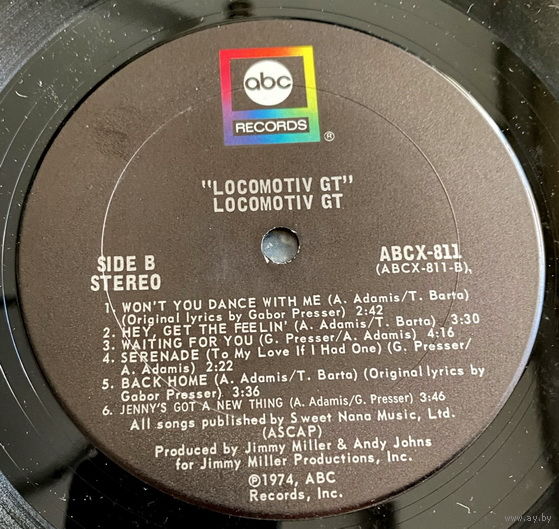 abc
RECORDS
®
"LOCOMOTIV GT"
LOCOMOTIV GT
SIDE B
STEREO
ABCX-811
(ABCX-811-B)
1. WON'T YOU DANCE WITH ME (A. Adamis/T. Barta)
(Original lyrics by Gabor Presser) 2:42
2. HEY, GET THE FEELIN' (A. Adamis/T. Barta) 3:30
3. WAITING FOR YOU (G. Presser/A. Adamis) 4:16
4. SERENADE (To My Love If I Had One) (G. Presser/
A. Adamis) 2:22
5. BACK HOME (A. Adamis/T. Barta) (Original lyrics by
Gabor Presser) 3:36
6. JENNY'S GOT A NEW THING (A. Adamis/G. Presser) 3:46
All songs published by Sweet Nana Music, Ltd.
(ASCAP)
Produced by Jimmy Miller & Andy Johns
for Jimmy Miller Productions, Inc.
℗1974, ABC
Records, Inc.
www.ay.by